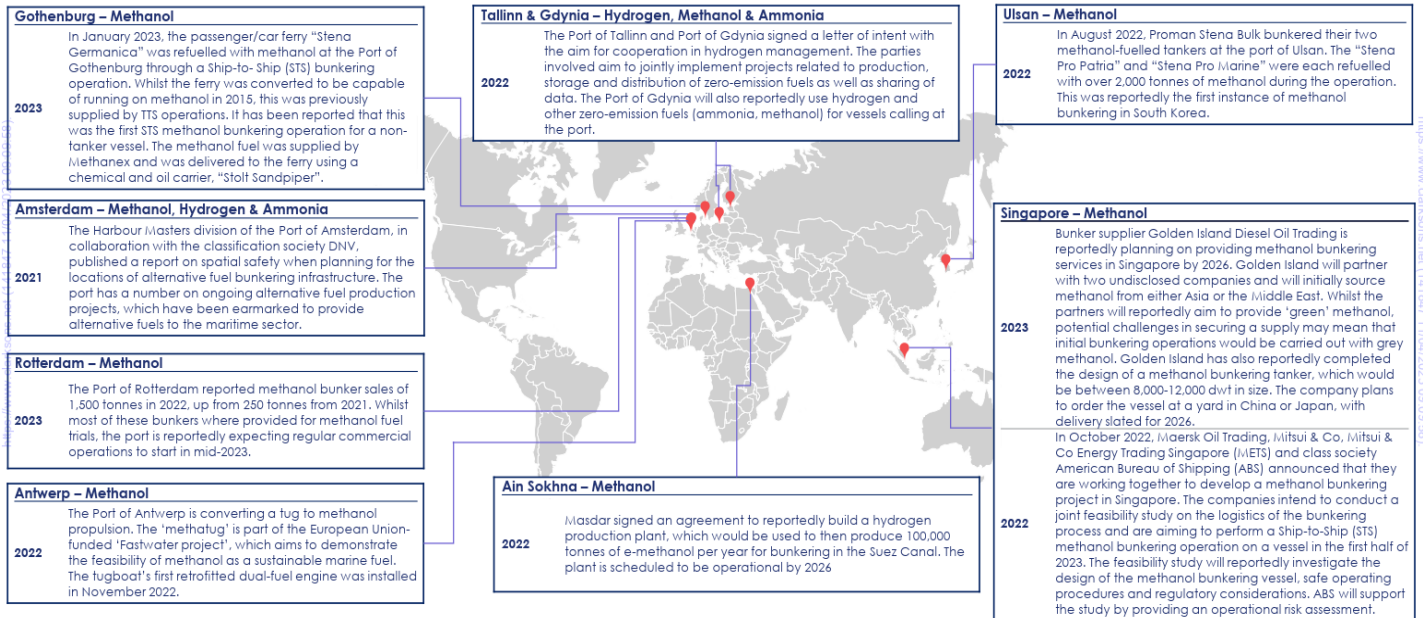 Gothenburg – Methanol
2023
In January 2023, the passenger/car ferry “Stena
Germanica” was refuelled with methanol at the Port of
Gothenburg through a Ship-to- Ship (STS) bunkering
operation. Whilst the ferry was converted to be capable
of running on methanol in 2015, this was previously
supplied by TTS operations. It has been reported that this
was the first STS methanol bunkering operation for a non-
tanker vessel. The methanol fuel was supplied by
Methanex and was delivered to the ferry using a
chemical and oil carrier, “Stolt Sandpiper”.
Amsterdam – Methanol, Hydrogen & Ammonia
2021
The Harbour Masters division of the Port of Amsterdam, in
collaboration with the classification society DNV,
published a report on spatial safety when planning for the
locations of alternative fuel bunkering infrastructure. The
port has a number on ongoing alternative fuel production
projects, which have been earmarked to provide
alternative fuels to the maritime sector.
Rotterdam – Methanol
2023
The Port of Rotterdam reported methanol bunker sales of
1,500 tonnes in 2022, up from 250 tonnes from 2021. Whilst
most of these bunkers where provided for methanol fuel
trials, the port is reportedly expecting regular commercial
operations to start in mid-2023.
Antwerp – Methanol
2022
The Port of Antwerp is converting a tug to methanol
propulsion. The ‘methatug’ is part of the European Union-
funded ‘Fastwater project’, which aims to demonstrate
the feasibility of methanol as a sustainable marine fuel.
The tugboat’s first retrofitted dual-fuel engine was installed
in November 2022.
Tallinn & Gdynia – Hydrogen, Methanol & Ammonia
2022
The Port of Tallinn and Port of Gdynia signed a letter of intent with
the aim for cooperation in hydrogen management. The parties
involved aim to jointly implement projects related to production,
storage and distribution of zero-emission fuels as well as sharing of
data. The Port of Gdynia will also reportedly use hydrogen and
other zero-emission fuels (ammonia, methanol) for vessels calling at
the port.
Ain Sokhna – Methanol
2022
Masdar signed an agreement to reportedly build a hydrogen
production plant, which would be used to then produce 100,000
tonnes of e-methanol per year for bunkering in the Suez Canal. The
plant is scheduled to be operational by 2026
Ulsan – Methanol
2022
In August 2022, Proman Stena Bulk bunkered their two
methanol-fuelled tankers at the port of Ulsan. The “Stena
Pro Patria” and “Stena Pro Marine” were each refuelled
with over 2,000 tonnes of methanol during the operation.
This was reportedly the first instance of methanol
bunkering in South Korea.
Singapore – Methanol
2023
Bunker supplier Golden Island Diesel Oil Trading is
reportedly planning on providing methanol bunkering
services in Singapore by 2026. Golden Island will partner
with two undisclosed companies and will initially source
methanol from either Asia or the Middle East. Whilst the
partners will reportedly aim to provide ‘green’ methanol,
potential challenges in securing a supply may mean that
initial bunkering operations would be carried out with grey
methanol. Golden Island has also reportedly completed
the design of a methanol bunkering tanker, which would
be between 8,000-12,000 dwt in size. The company plans
to order the vessel at a yard in China or Japan, with
delivery slated for 2026.
2022
In October 2022, Maersk Oil Trading, Mitsui & Co, Mitsui &
Co Energy Trading Singapore (METS) and class society
American Bureau of Shipping (ABS) announced that they
are working together to develop a methanol bunkering
project in Singapore. The companies intend to conduct a
joint feasibility study on the logistics of the bunkering
process and are aiming to perform a Ship-to-Ship (STS)
methanol bunkering operation on a vessel in the first half of
2023. The feasibility study will reportedly investigate the
design of the methanol bunkering vessel, safe operating
procedures and regulatory considerations. ABS will support
the study by providing an operational risk assessment.